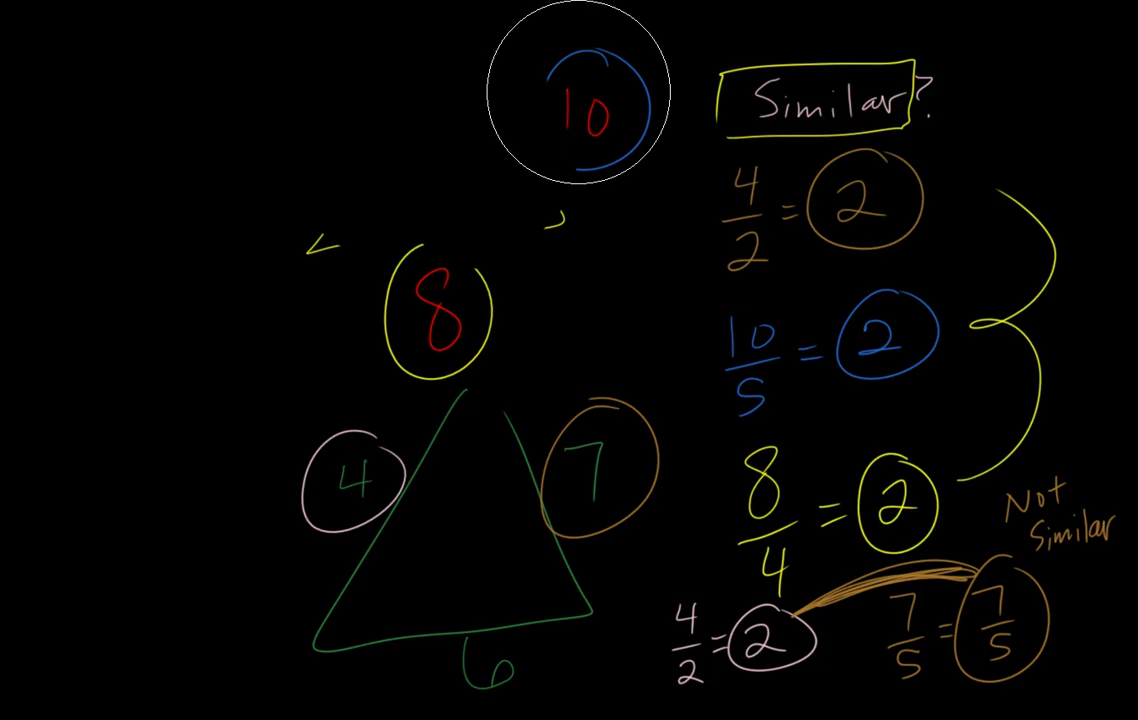 10
Similar?
4/2 = 2
10/5 = 2
8
4
7
6
8/4 = 2
Not
Similar
4/2 = 2
7/5 = 7/5